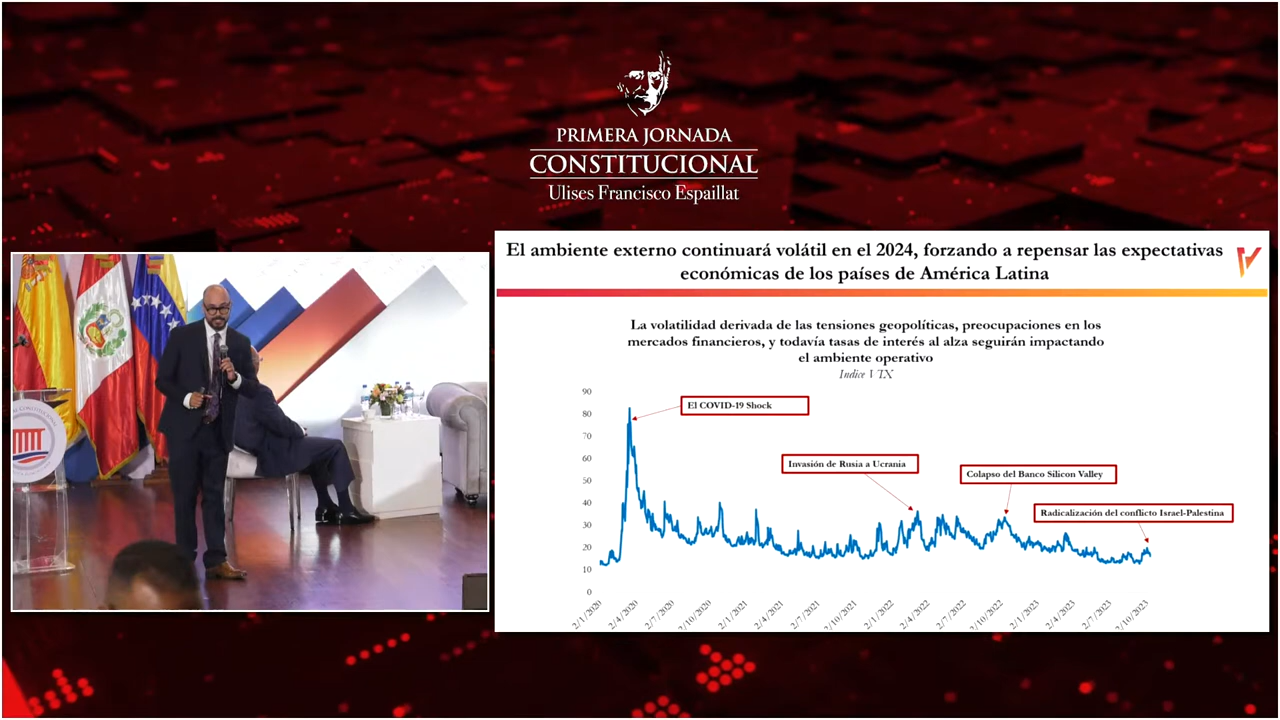 PRIMERA JORNADA
CONSTITUCIONAL
Ulises Francisco Espaillat
El ambiente externo continuará volátil en el 2024, forzando a repensar las expectativas
económicas de los países de América Latina
La volatilidad derivada de las tensiones geopolíticas, preocupaciones en los
mercados financieros, y todavía tasas de interés al alza seguirán impactando
el ambiente operativo
Indice VIX
90
80
70
60
50
40
30
20
10
0
El COVID-19 Shock
Invasión de Rusia a Ucrania
Colapso del Banco Silicon Valley
Radicalización del conflicto Israel-Palestina
2/1/2020
2/4/2020
2/7/2020
2/10/2020
2/1/2021
2/4/2021
2/7/2021
2/10/2021
2/1/2022
2/4/2022
2/7/2022
2/10/2022
2/1/2023
2/4/2023
2/7/2023
2/10/2023